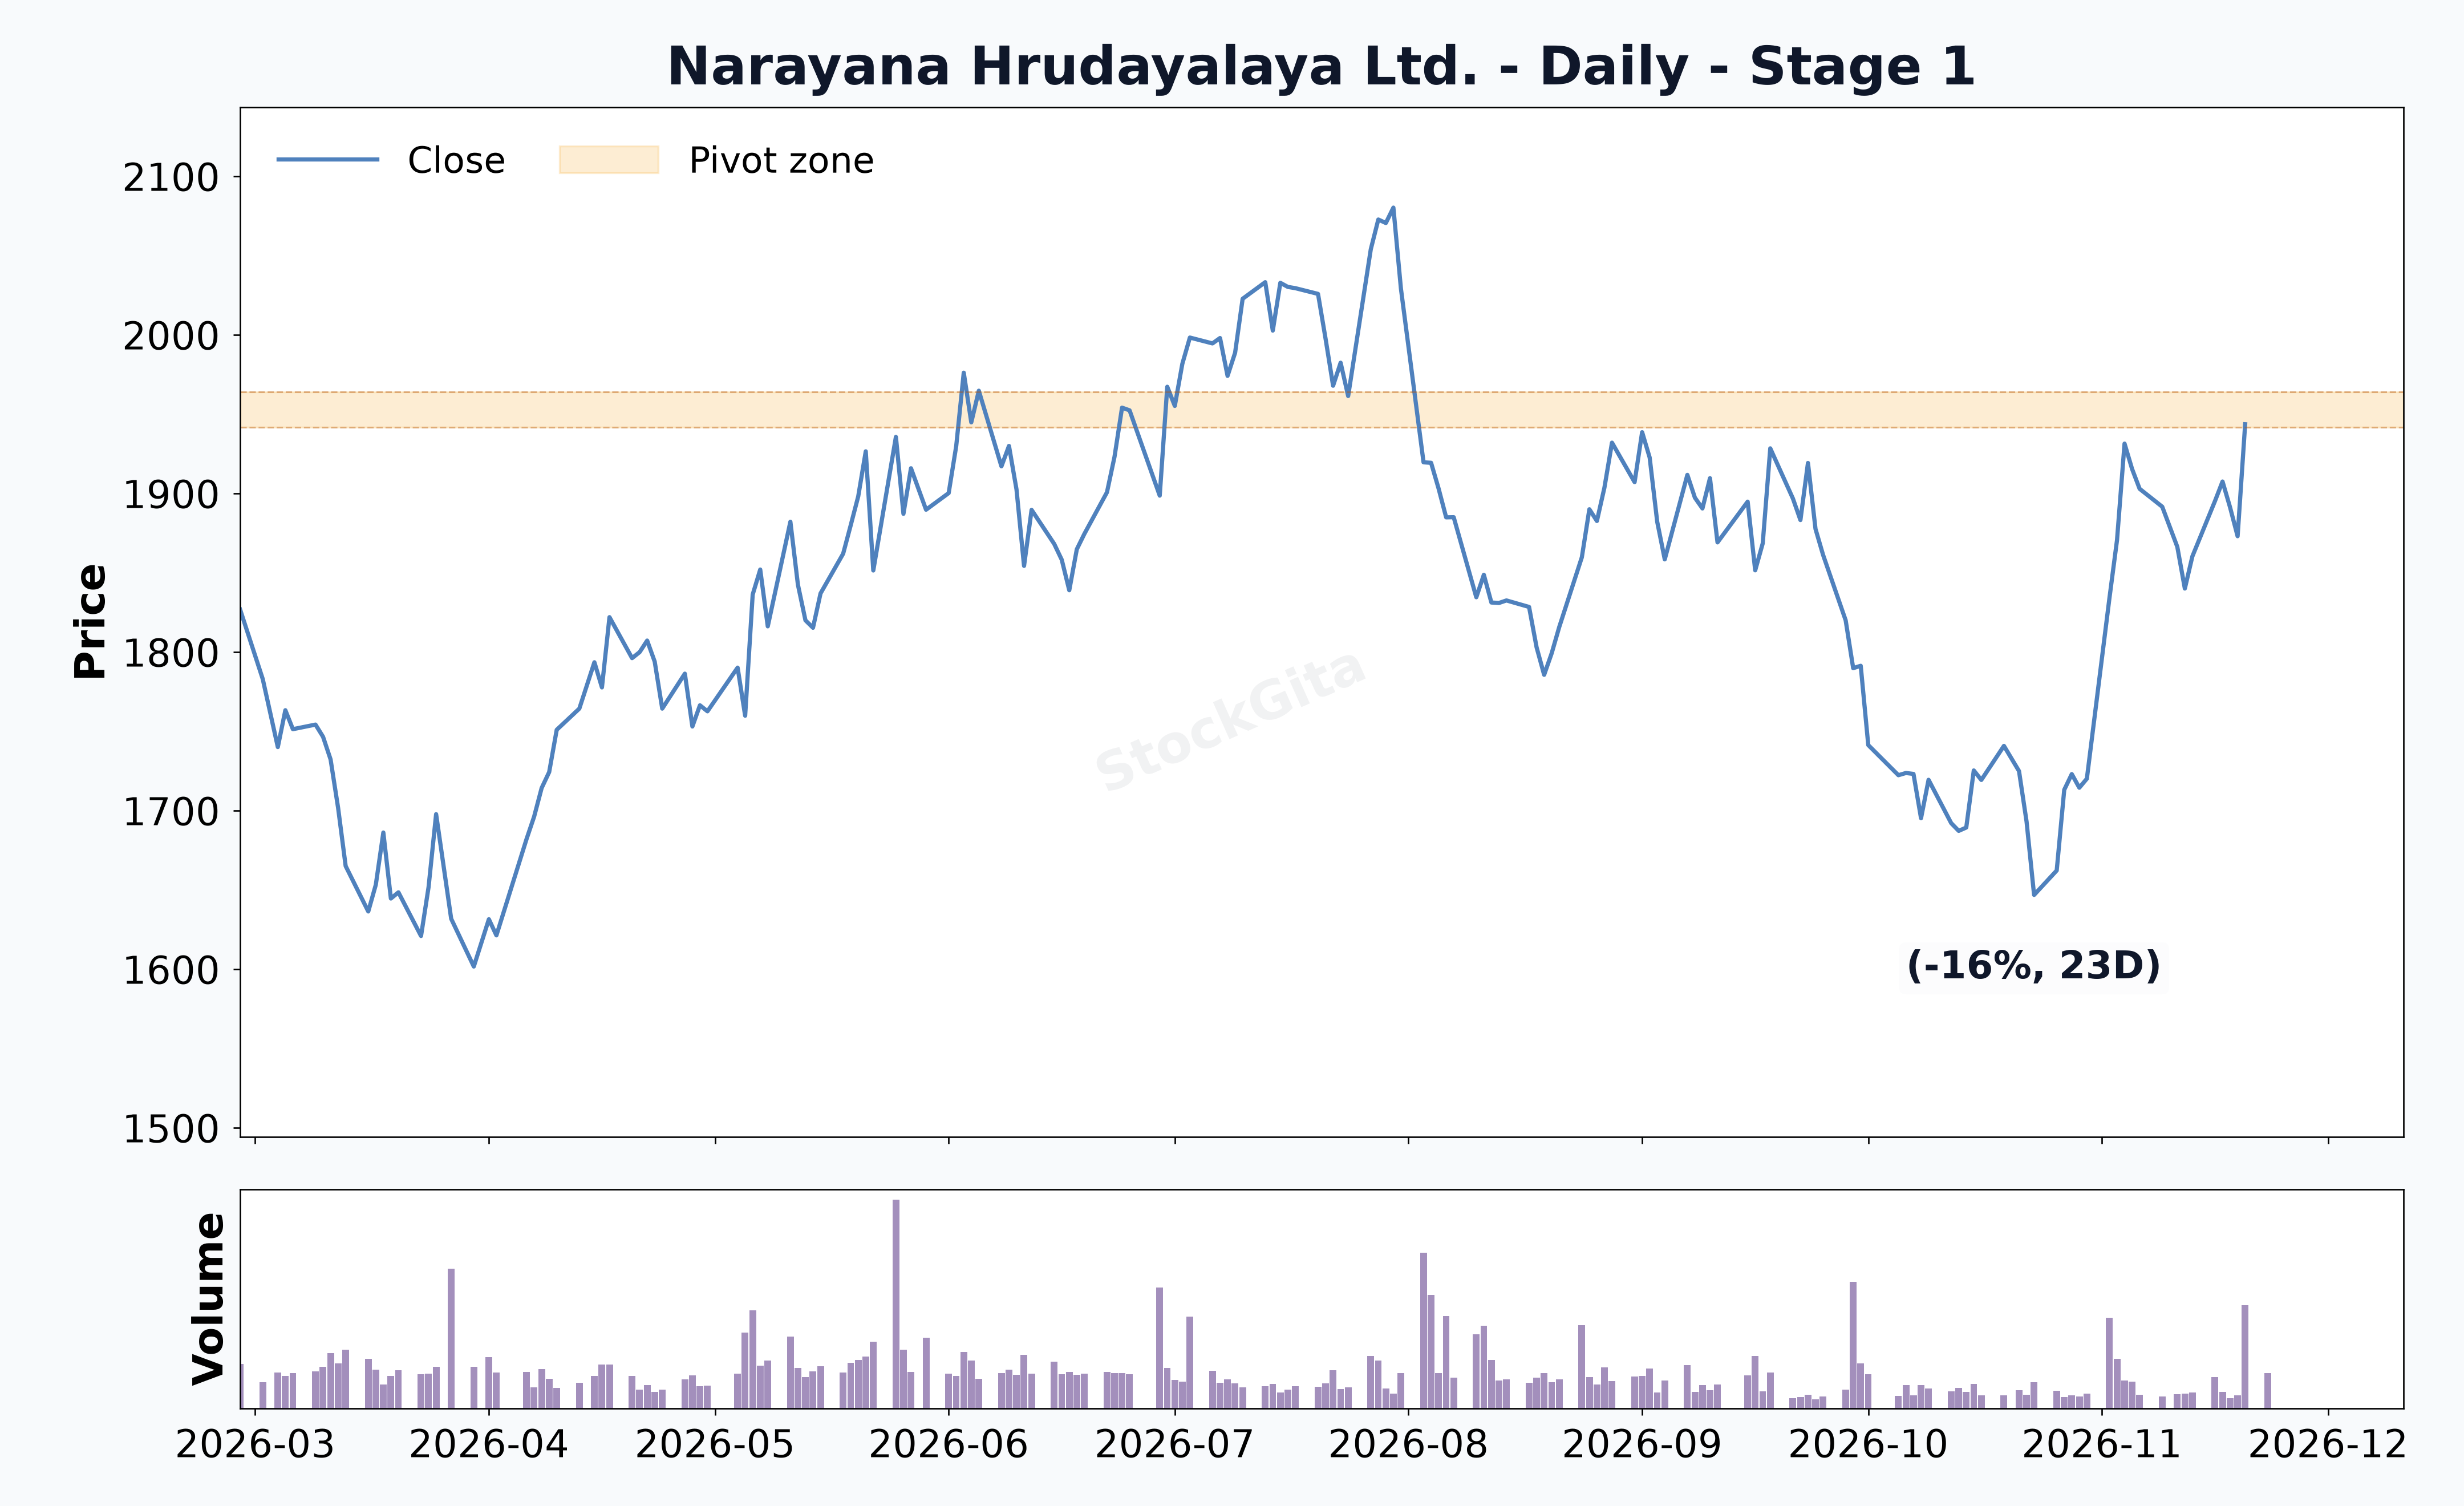 Narayana Hrudayalaya Ltd. - Daily - Stage 1
Close
Pivot zone
Price
2100
2000
1900
1800
1700
1600
1500
StockGita
(-16%, 23D)
Volume
2026-03
2026-04
2026-05
2026-06
2026-07
2026-08
2026-09
2026-10
2026-11
2026-12